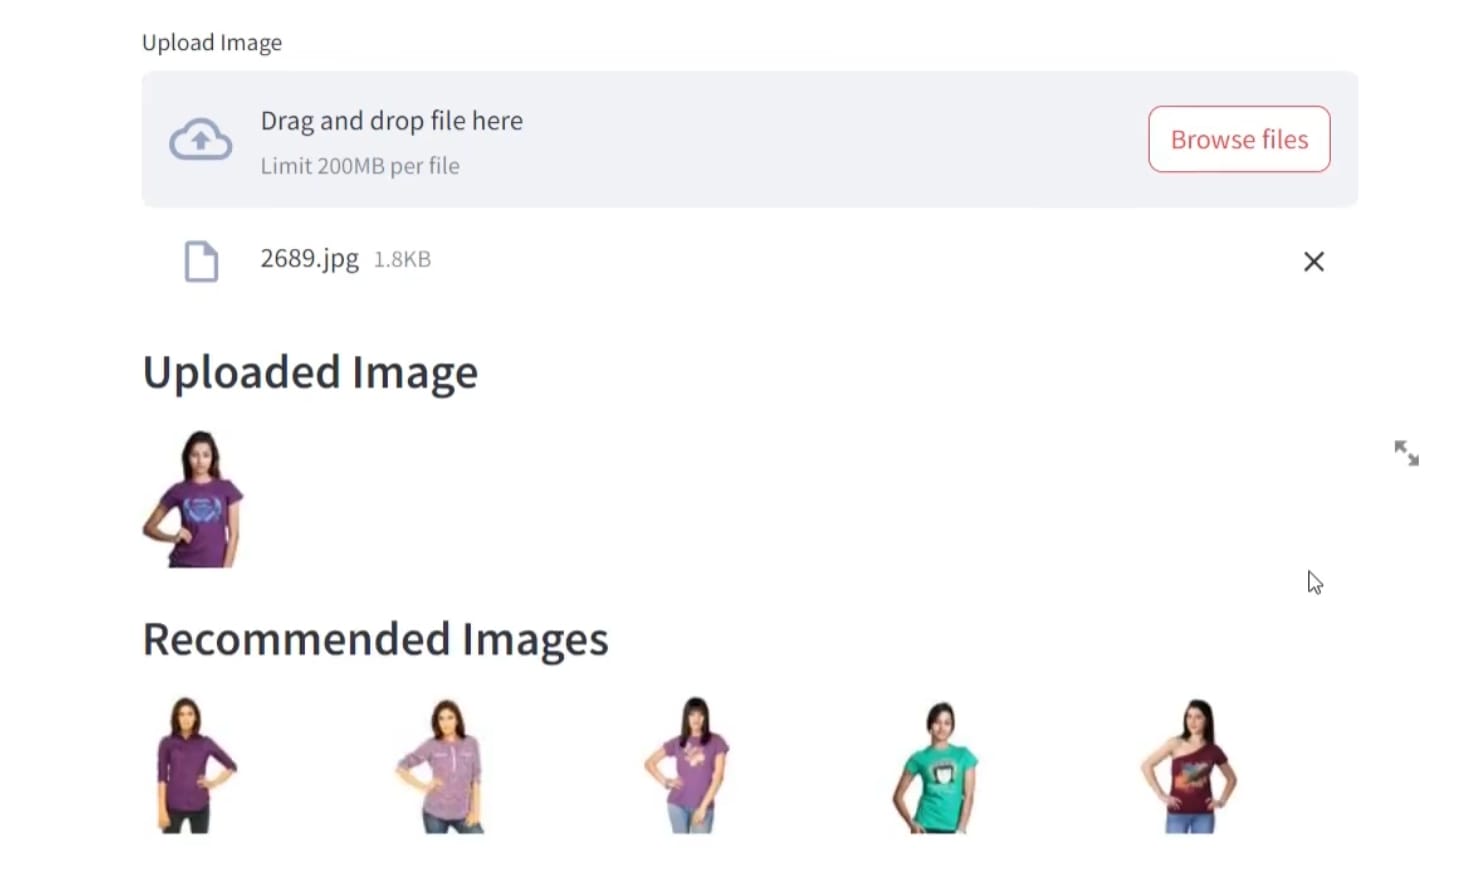 Upload Image
Drag and drop file here
Limit 200MB per file
Browse files
2689.jpg 1.8KB
Uploaded Image
Recommended Images